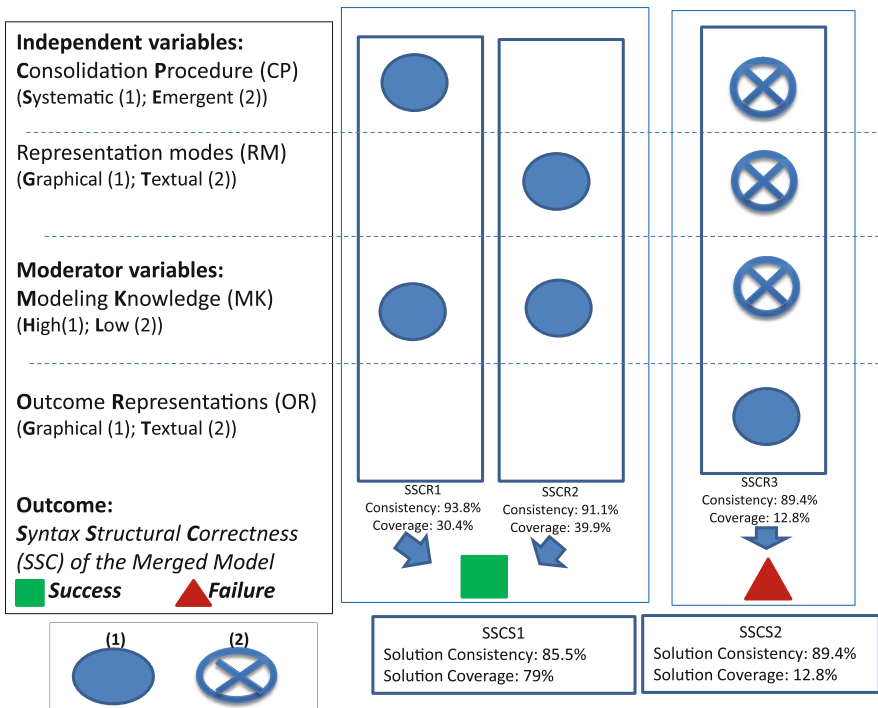 Independent variables:
Consolidation Procedure (CP)
(Systematic (1); Emergent (2))
Representation modes (RM)
(Graphical (1); Textual (2))
Moderator variables:
Modeling Knowledge (MK)
(High(1); Low (2))
Outcome Representations (OR)
(Graphical (1); Textual (2))
Outcome:
Syntax Structural Correctness
(SSC) of the Merged Model
Success
Failure
SSCR1
Consistency: 93.8%
Coverage: 30.4%
SSCR2
Consistency: 91.1%
Coverage: 39.9%
SSCR3
Consistency: 89.4%
Coverage: 12.8%
(1)
(2)
SSCS1
Solution Consistency: 85.5%
Solution Coverage: 79%
SSCS2
Solution Consistency: 89.4%
Solution Coverage: 12.8%